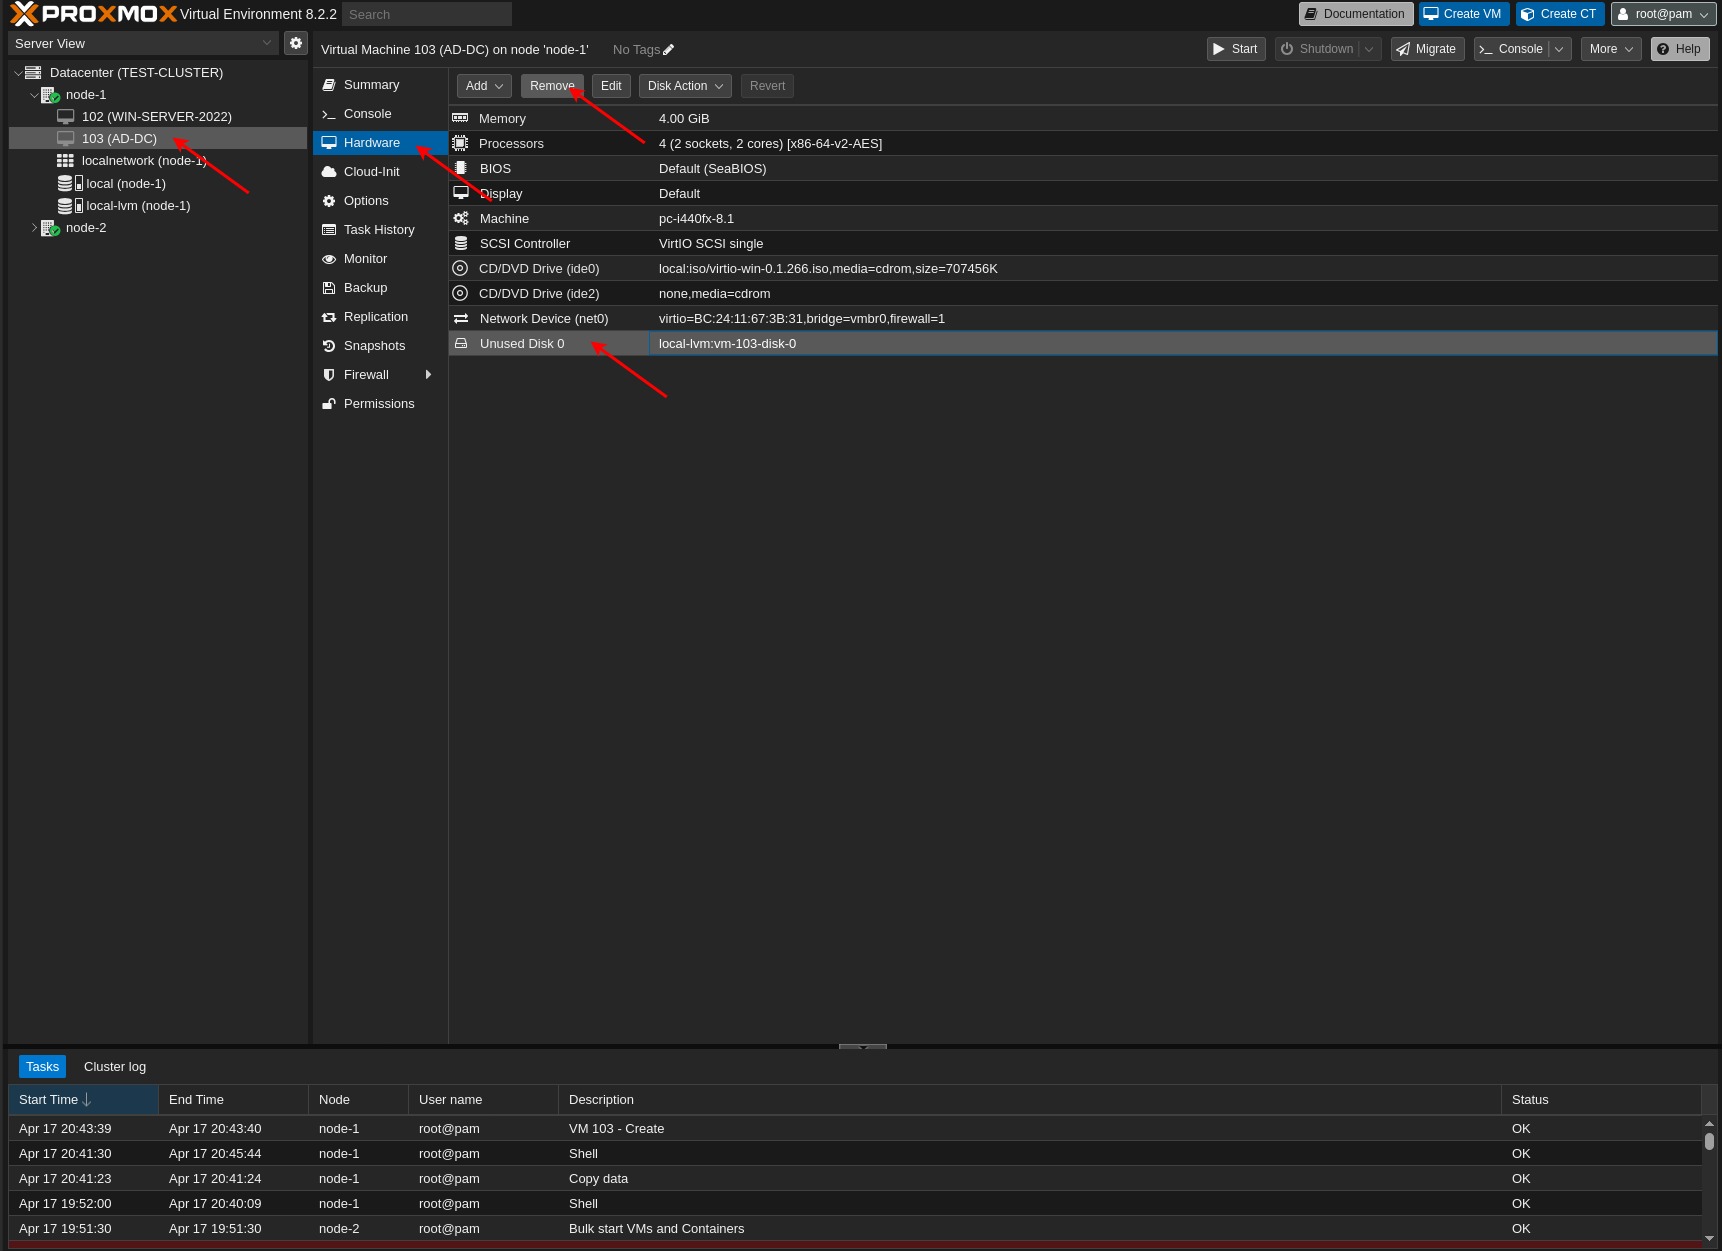 PROXMOX Virtual Environment 8.2.2 Search Documentation Create VM Create CT root@pam
Server View
Datacenter (TEST-CLUSTER)
node-1
102 (WIN-SERVER-2022)
103 (AD-DC)
localnetwork (node-1)
local (node-1)
local-lvm (node-1)
node-2
Virtual Machine 103 (AD-DC) on node 'node-1' No Tags Start Shutdown Migrate Console More Help
Summary
Console
Hardware
Cloud-Init
Options
Task History
Monitor
Backup
Replication
Snapshots
Firewall
Permissions
Add Remove Edit Disk Action Revert
Memory 4.00 GiB
Processors 4 (2 sockets, 2 cores) [x86-64-v2-AES]
BIOS Default (SeaBIOS)
Display Default
Machine pc-i440fx-8.1
SCSI Controller VirtIO SCSI single
CD/DVD Drive (ide0) local:iso/virtio-win-0.1.266.iso,media=cdrom,size=707456K
CD/DVD Drive (ide2) none,media=cdrom
Network Device (net0) virtio=BC:24:11:67:3B:31,bridge=vmbr0,firewall=1
Unused Disk 0 local-lvm:vm-103-disk-0
Tasks Cluster log
Start Time End Time Node User name Description Status
Apr 17 20:43:39 Apr 17 20:43:40 node-1 root@pam VM 103 - Create OK
Apr 17 20:41:30 Apr 17 20:45:44 node-1 root@pam Shell OK
Apr 17 20:41:23 Apr 17 20:41:24 node-1 root@pam Copy data OK
Apr 17 19:52:00 Apr 17 20:40:09 node-1 root@pam Shell OK
Apr 17 19:51:30 Apr 17 19:51:30 node-2 root@pam Bulk start VMs and Containers OK